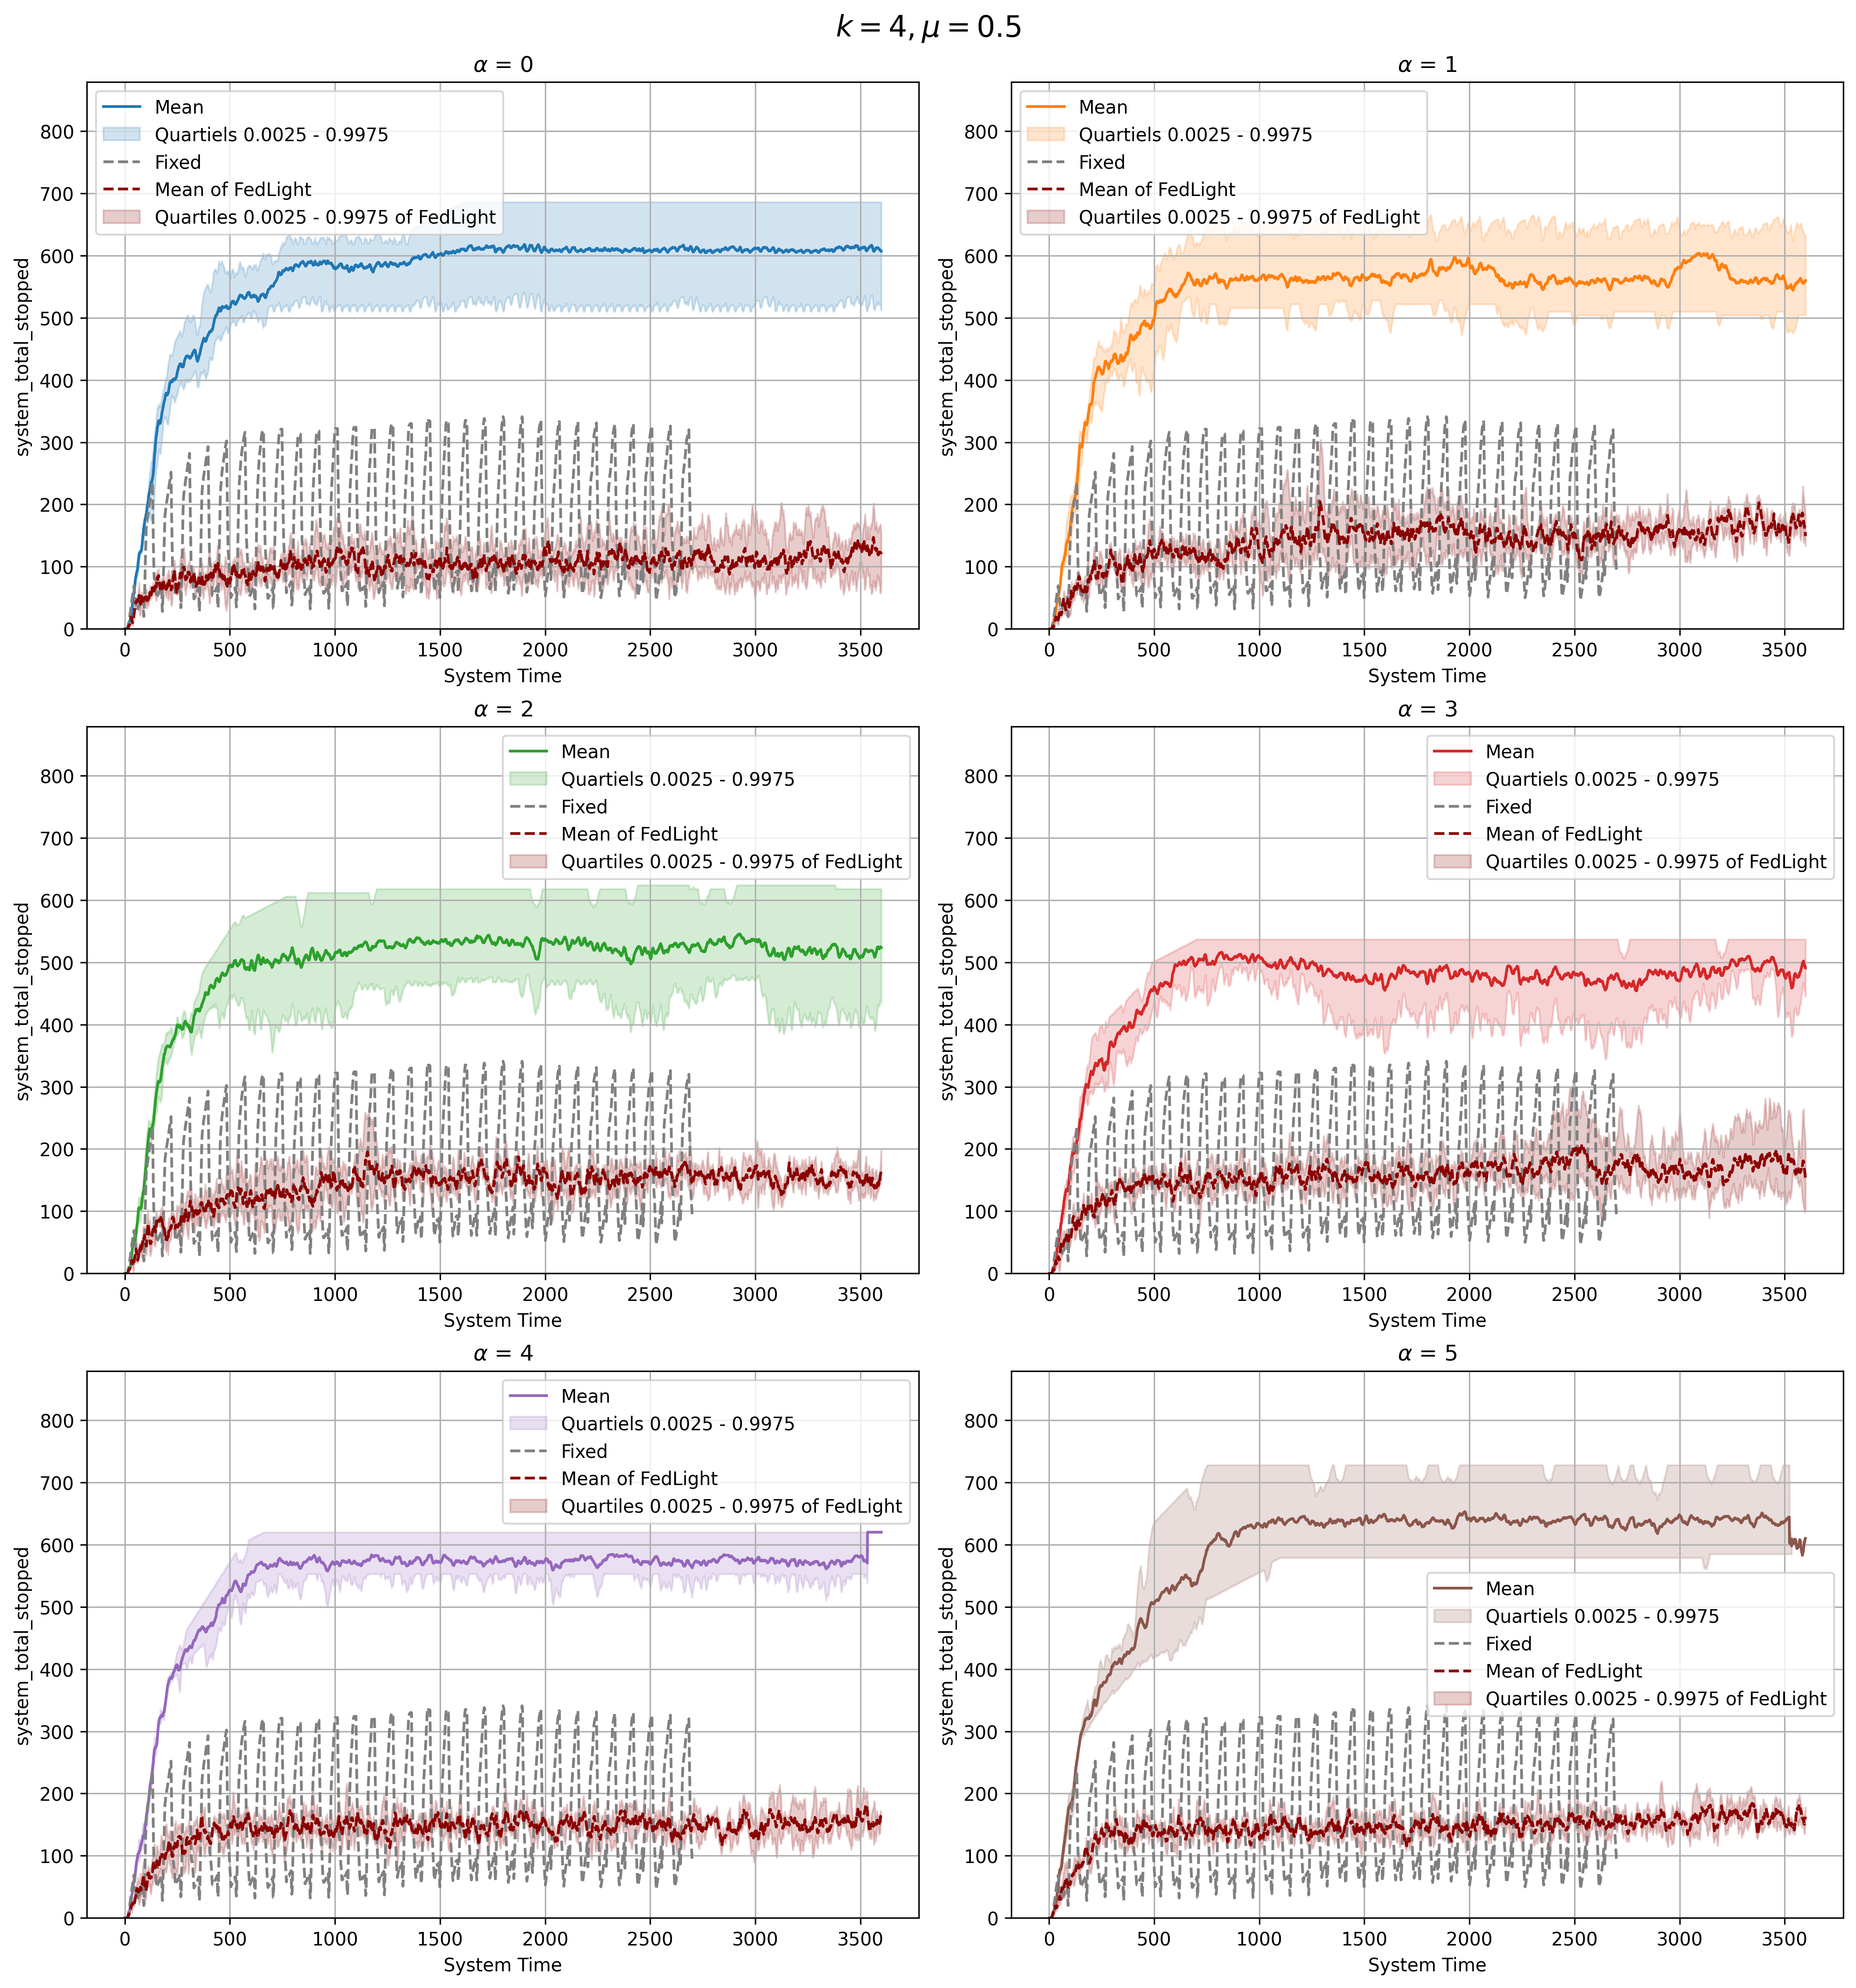 k = 4, μ = 0.5
α = 0
Mean
Quartiels 0.0025 - 0.9975
Fixed
Mean of FedLight
Quartiles 0.0025 - 0.9975 of FedLight
system_total_stopped
800
700
600
500
400
300
200
100
0
0 500 1000 1500 2000 2500 3000 3500
System Time
α = 1
Mean
Quartiels 0.0025 - 0.9975
Fixed
Mean of FedLight
Quartiles 0.0025 - 0.9975 of FedLight
system_total_stopped
800
700
600
500
400
300
200
100
0
0 500 1000 1500 2000 2500 3000 3500
System Time
α = 2
Mean
Quartiels 0.0025 - 0.9975
Fixed
Mean of FedLight
Quartiles 0.0025 - 0.9975 of FedLight
system_total_stopped
800
700
600
500
400
300
200
100
0
0 500 1000 1500 2000 2500 3000 3500
System Time
α = 3
Mean
Quartiels 0.0025 - 0.9975
Fixed
Mean of FedLight
Quartiles 0.0025 - 0.9975 of FedLight
system_total_stopped
800
700
600
500
400
300
200
100
0
0 500 1000 1500 2000 2500 3000 3500
System Time
α = 4
Mean
Quartiels 0.0025 - 0.9975
Fixed
Mean of FedLight
Quartiles 0.0025 - 0.9975 of FedLight
system_total_stopped
800
700
600
500
400
300
200
100
0
0 500 1000 1500 2000 2500 3000 3500
System Time
α = 5
Mean
Quartiels 0.0025 - 0.9975
Fixed
Mean of FedLight
Quartiles 0.0025 - 0.9975 of FedLight
system_total_stopped
800
700
600
500
400
300
200
100
0
0 500 1000 1500 2000 2500 3000 3500
System Time